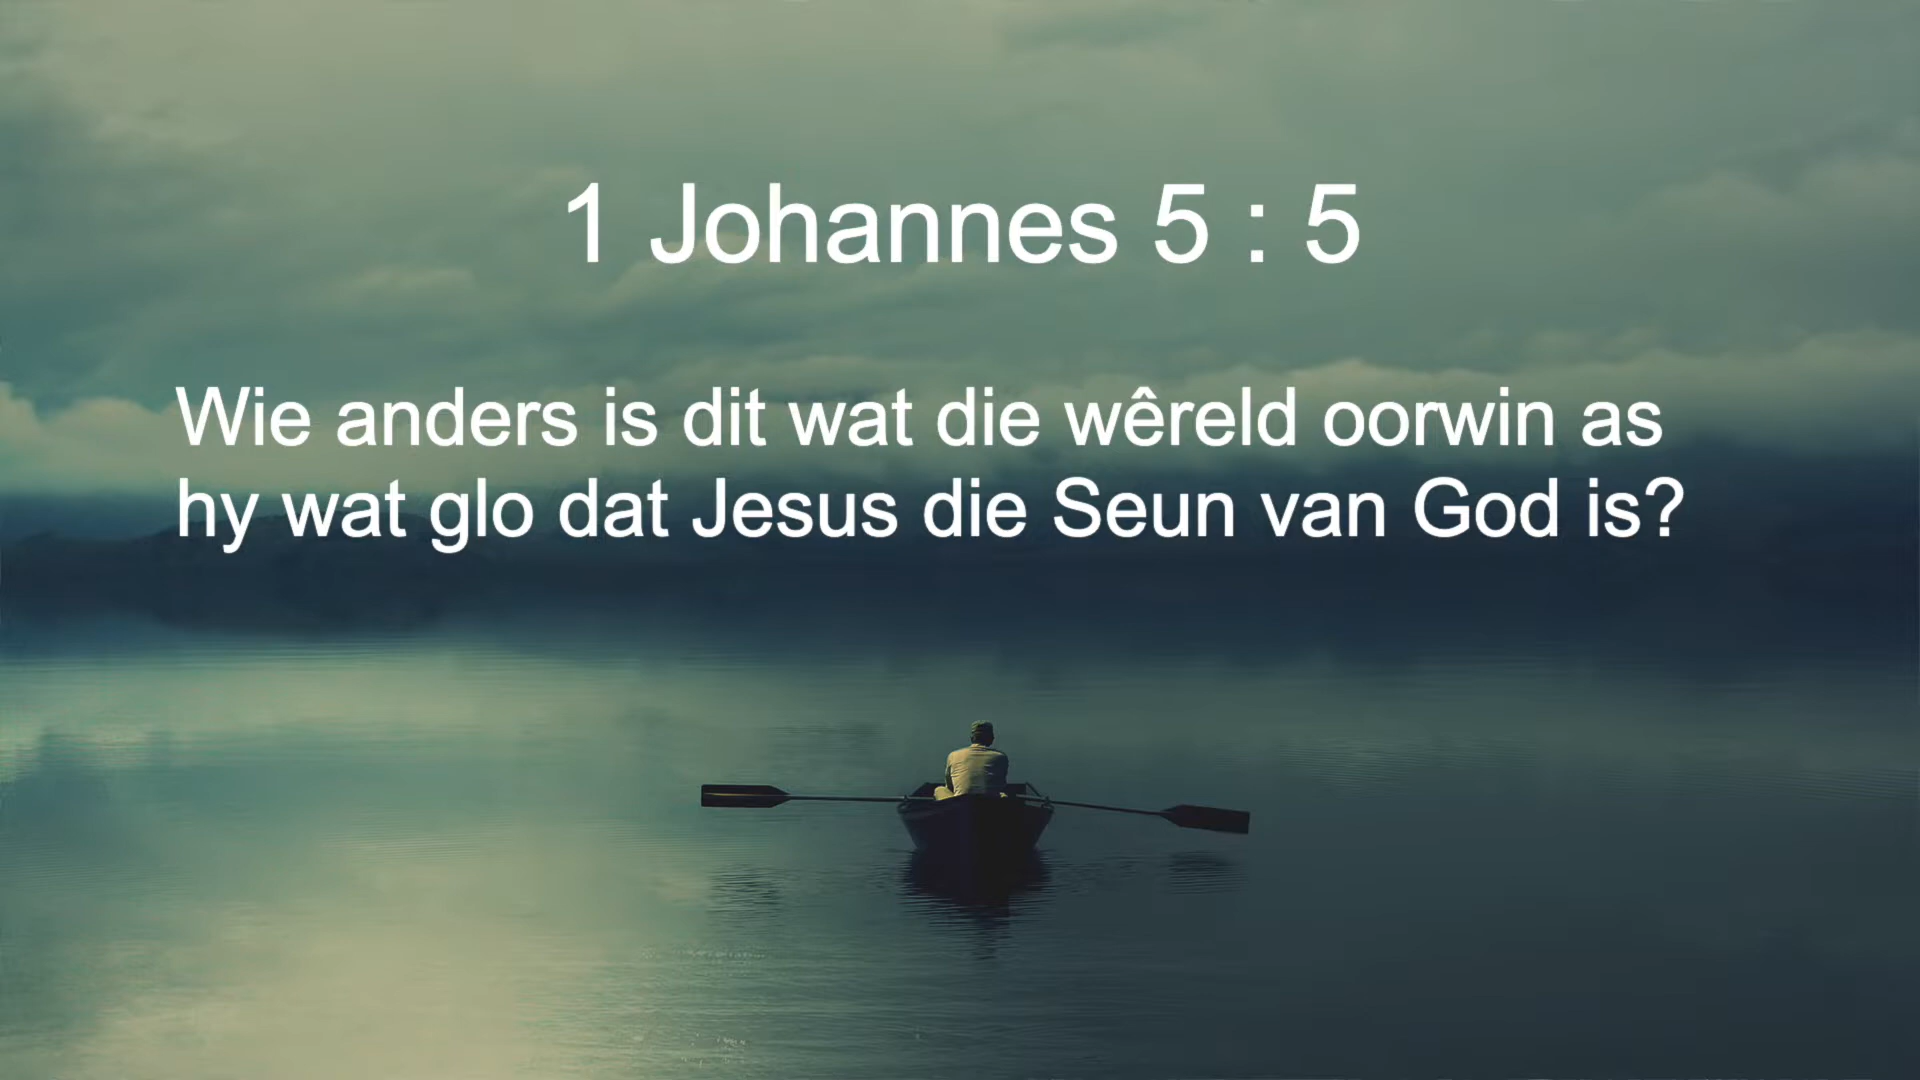 1 Johannes 5 : 5
Wie anders is dit wat die wêreld oorwin as
hy wat glo dat Jesus die Seun van God is?